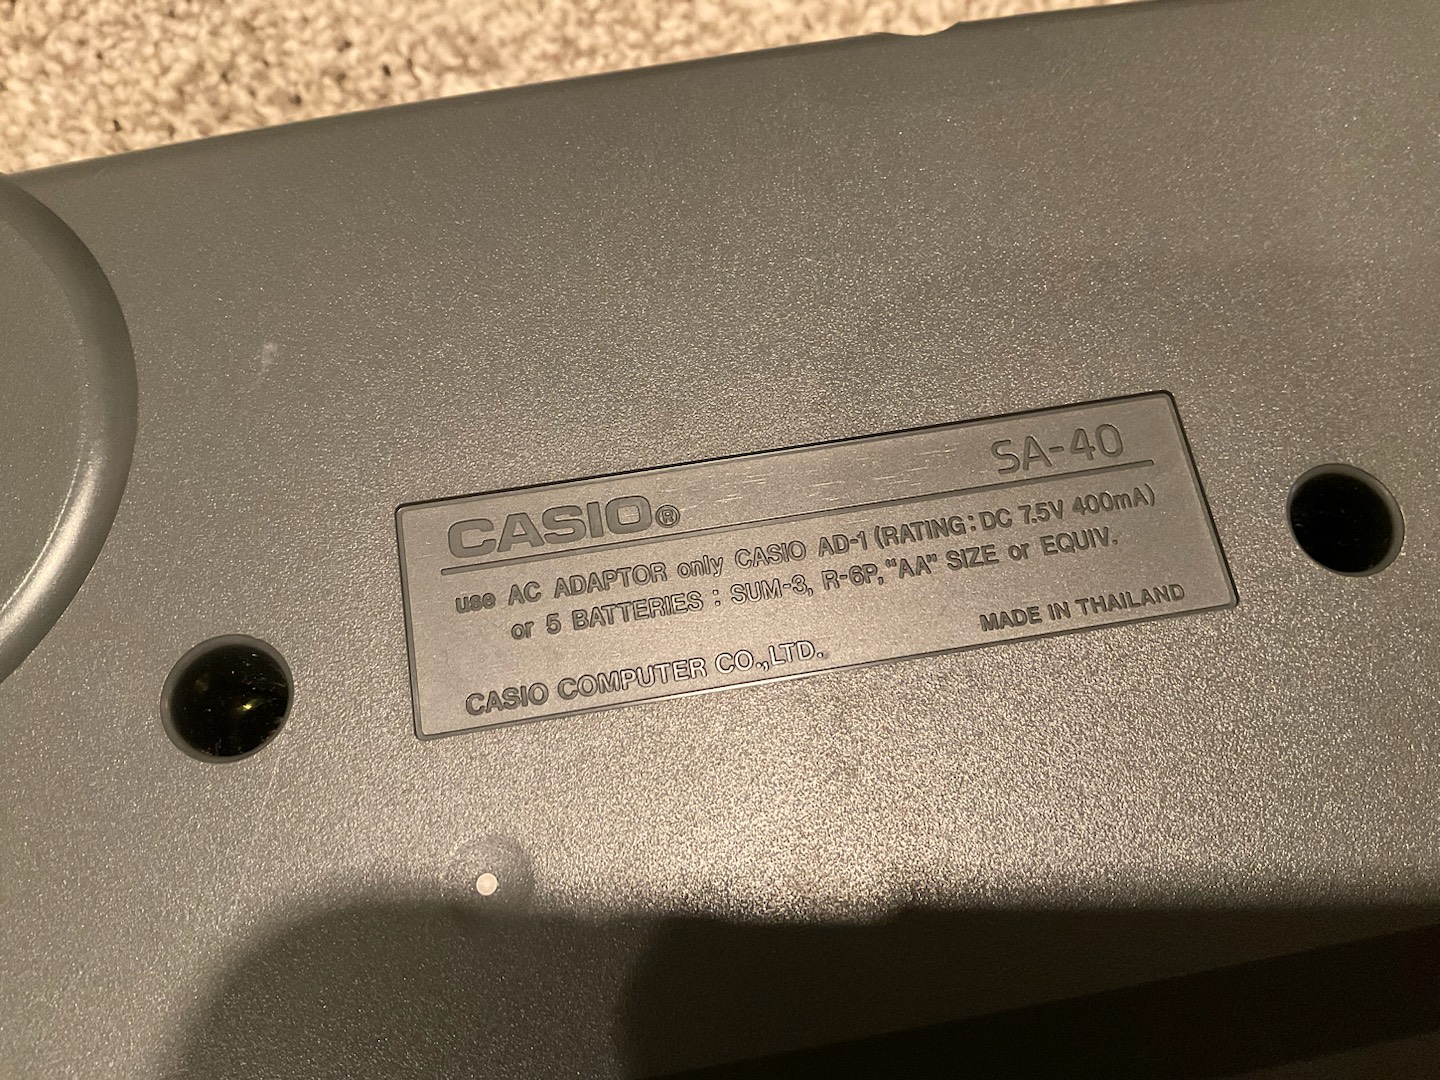 CASIO® SA-40
use AC ADAPTOR only CASIO AD-1 (RATING: DC 7.5V 400mA)
or 5 BATTERIES : SUM-3, R-6P, "AA" SIZE or EQUIV.
CASIO COMPUTER CO.,LTD. MADE IN THAILAND